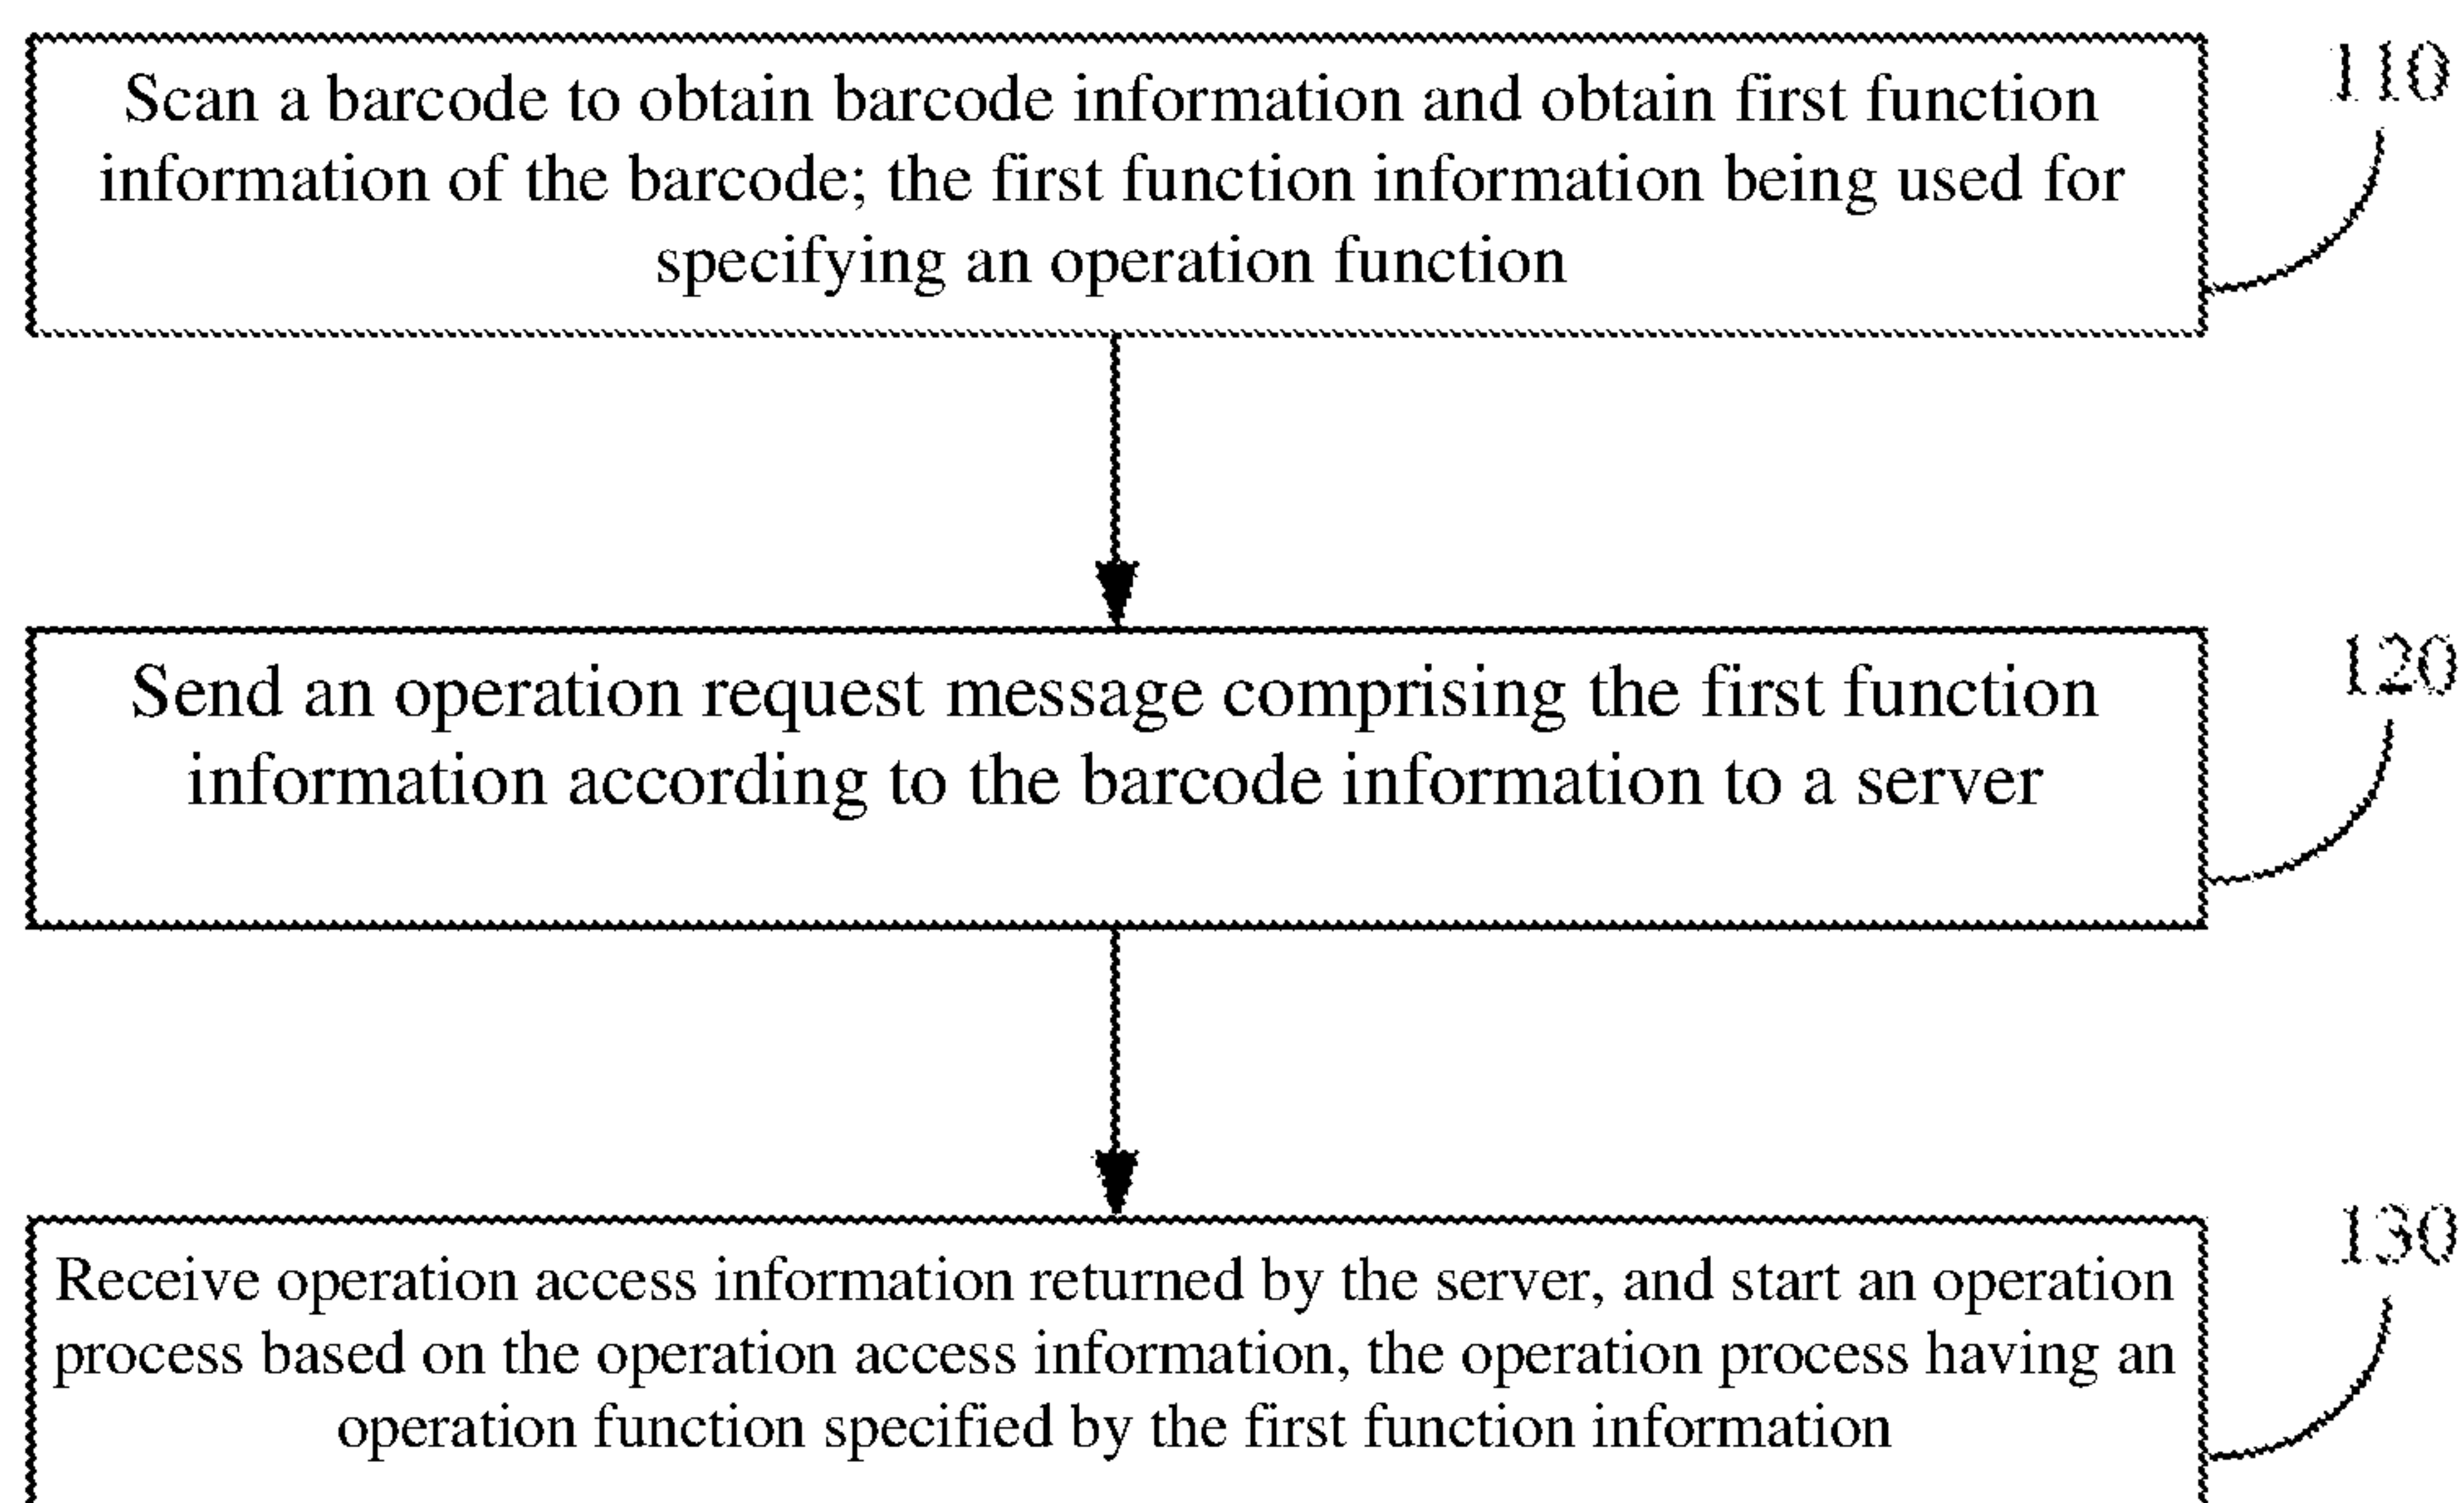 Scan a barcode to obtain barcode information and obtain first function
information of the barcode; the first function information being used for
specifying an operation function
110
Send an operation request message comprising the first function
information according to the barcode information to a server
120
Receive operation access information returned by the server, and start an operation
process based on the operation access information, the operation process having an
operation function specified by the first function information
130